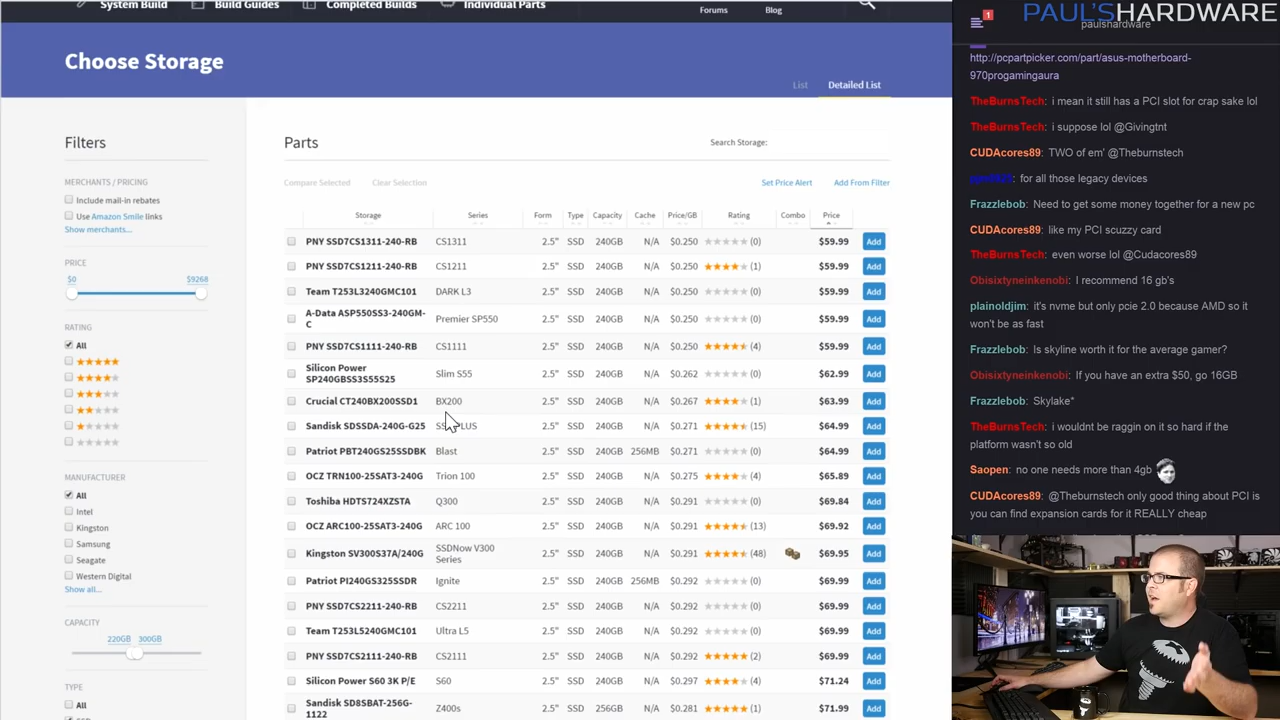 System Build
Build Guides
Completed Builds
Individual Parts
Forums
Blog
Choose Storage
List
Detailed List
Filters
MERCHANTS / PRICING
Include mail-in rebates
Use Amazon Smile links
Show merchants...
PRICE
$0 $9268
RATING
All
MANUFACTURER
All
Intel
Kingston
Samsung
Seagate
Western Digital
Show all...
CAPACITY
220GB 300GB
TYPE
All
Parts
Search Storage:
Compare Selected Clear Selection
Set Price Alert Add From Filter
Storage Series Form Type Capacity Cache Price/GB Rating Combo Price
PNY SSD7CS1311-240-RB CS1311 2.5" SSD 240GB N/A $0.250 (0) $59.99 Add
PNY SSD7CS1211-240-RB CS1211 2.5" SSD 240GB N/A $0.250 (1) $59.99 Add
Team T253L3240GMC101 DARK L3 2.5" SSD 240GB N/A $0.250 (0) $59.99 Add
A-Data ASP550SS3-240GM-
C Premier SP550 2.5" SSD 240GB N/A $0.250 (0) $59.99 Add
PNY SSD7CS1111-240-RB CS1111 2.5" SSD 240GB N/A $0.250 (4) $59.99 Add
Silicon Power
SP240GBSS3S55S25 Slim S55 2.5" SSD 240GB N/A $0.262 (0) $62.99 Add
Crucial CT240BX200SSD1 BX200 2.5" SSD 240GB N/A $0.267 (1) $63.99 Add
Sandisk SDSSDA-240G-G25 2.5" SSD 240GB N/A $0.271 (15) $64.99 Add
Patriot PBT240GS25SSDBK Blast 2.5" SSD 240GB 256MB $0.271 (0) $64.99 Add
OCZ TRN100-25SAT3-240G Trion 100 2.5" SSD 240GB N/A $0.275 (4) $65.89 Add
Toshiba HDTS724XZSTA Q300 2.5" SSD 240GB N/A $0.291 (0) $69.84 Add
OCZ ARC100-25SAT3-240G ARC 100 2.5" SSD 240GB N/A $0.291 (13) $69.92 Add
Kingston SV300S37A/240G SSDNow V300
Series 2.5" SSD 240GB N/A $0.291 (48) $69.95 Add
Patriot PI240GS325SSDR Ignite 2.5" SSD 240GB 256MB $0.292 (0) $69.99 Add
PNY SSD7CS2211-240-RB CS2211 2.5" SSD 240GB N/A $0.292 (0) $69.99 Add
Team T253L5240GMC101 Ultra L5 2.5" SSD 240GB N/A $0.292 (0) $69.99 Add
PNY SSD7CS2111-240-RB CS2111 2.5" SSD 240GB N/A $0.292 (2) $69.99 Add
Silicon Power S60 3K P/E S60 2.5" SSD 240GB N/A $0.297 (4) $71.24 Add
Sandisk SD8SBAT-256G-
1122 Z400s 2.5" SSD 256GB N/A $0.281 (1) $71.99 Add
PAUL'SHARDWARE
1
paulshardware
http://pcpartpicker.com/part/asus-motherboard-
970progamingaura
TheBurnsTech: i mean it still has a PCI slot for crap sake lol
TheBurnsTech: i suppose lol @Givingtnt
CUDAcores89: TWO of em' @Theburnstech
for all those legacy devices
Frazzlebob: Need to get some money together for a new pc
CUDAcores89: like my PCI scuzzy card
TheBurnsTech: even worse lol @Cudacores89
Obisixtyneinkenobi: I recommend 16 gb's
plainoldjim: it's nvme but only pcie 2.0 because AMD so it
won't be as fast
Frazzlebob: Is skyline worth it for the average gamer?
Obisixtyneinkenobi: If you have an extra $50, go 16GB
Frazzlebob: Skylake*
TheBurnsTech: i wouldnt be raggin on it so hard if the
platform wasn't so old
Saopen: no one needs more than 4gb
CUDAcores89: @Theburnstech only good thing about PCI is
you can find expansion cards for it REALLY cheap